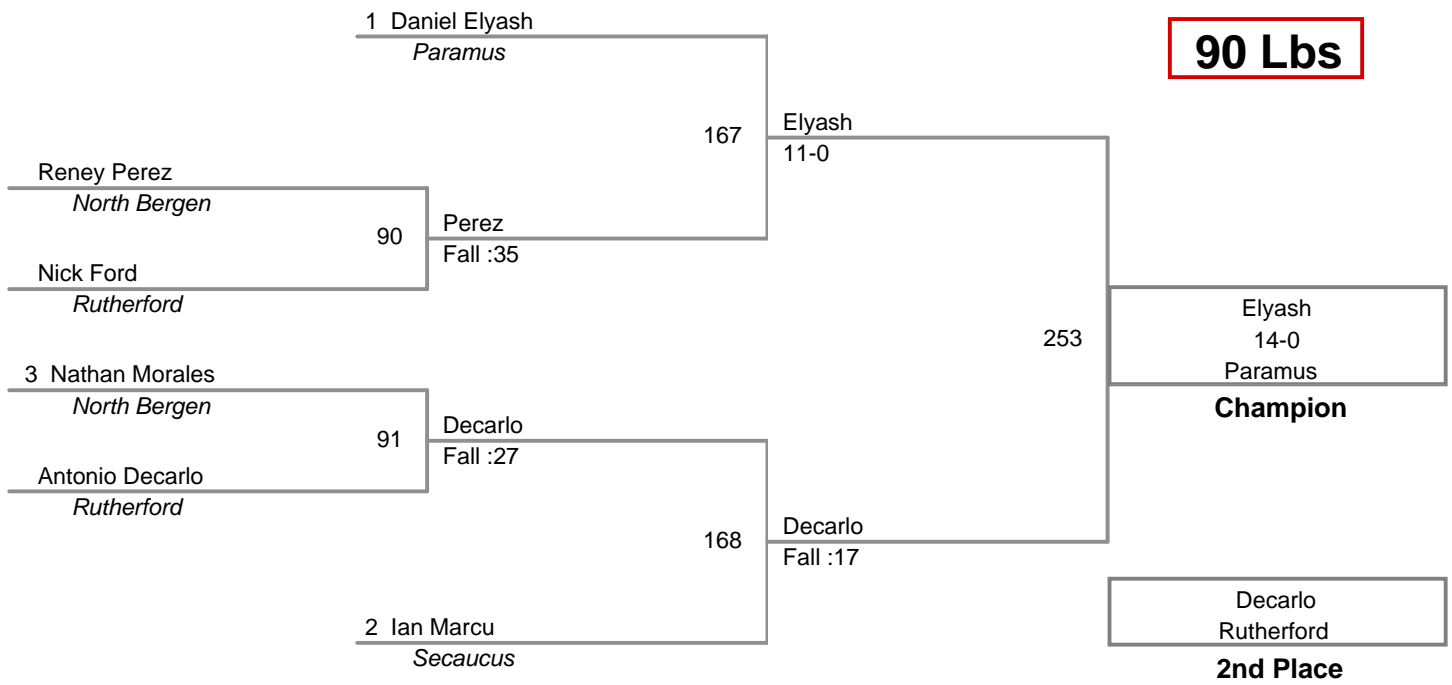 1 Daniel Elyash
Paramus
90 Lbs
167
Elyash
11-0
Reney Perez
North Bergen
90
Perez
Fall :35
Nick Ford
Rutherford
253
Elyash
14-0
Paramus
Champion
3 Nathan Morales
North Bergen
91
Decarlo
Fall :27
Antonio Decarlo
Rutherford
168
Decarlo
Fall :17
2 Ian Marcu
Secaucus
Decarlo
Rutherford
2nd Place